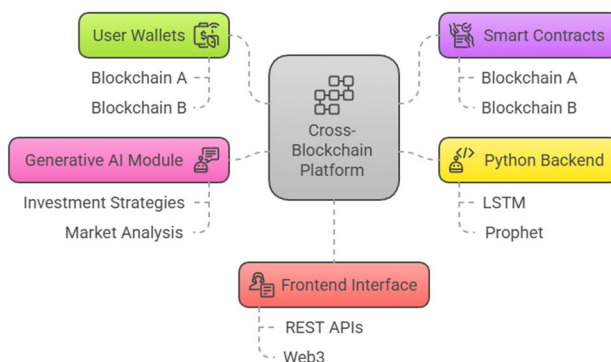 User Wallets
Blockchain A
Blockchain B
Smart Contracts
Blockchain A
Blockchain B
Cross-
Blockchain
Platform
Generative AI Module
Investment Strategies
Market Analysis
Python Backend
LSTM
Prophet
Frontend Interface
REST APIs
Web3